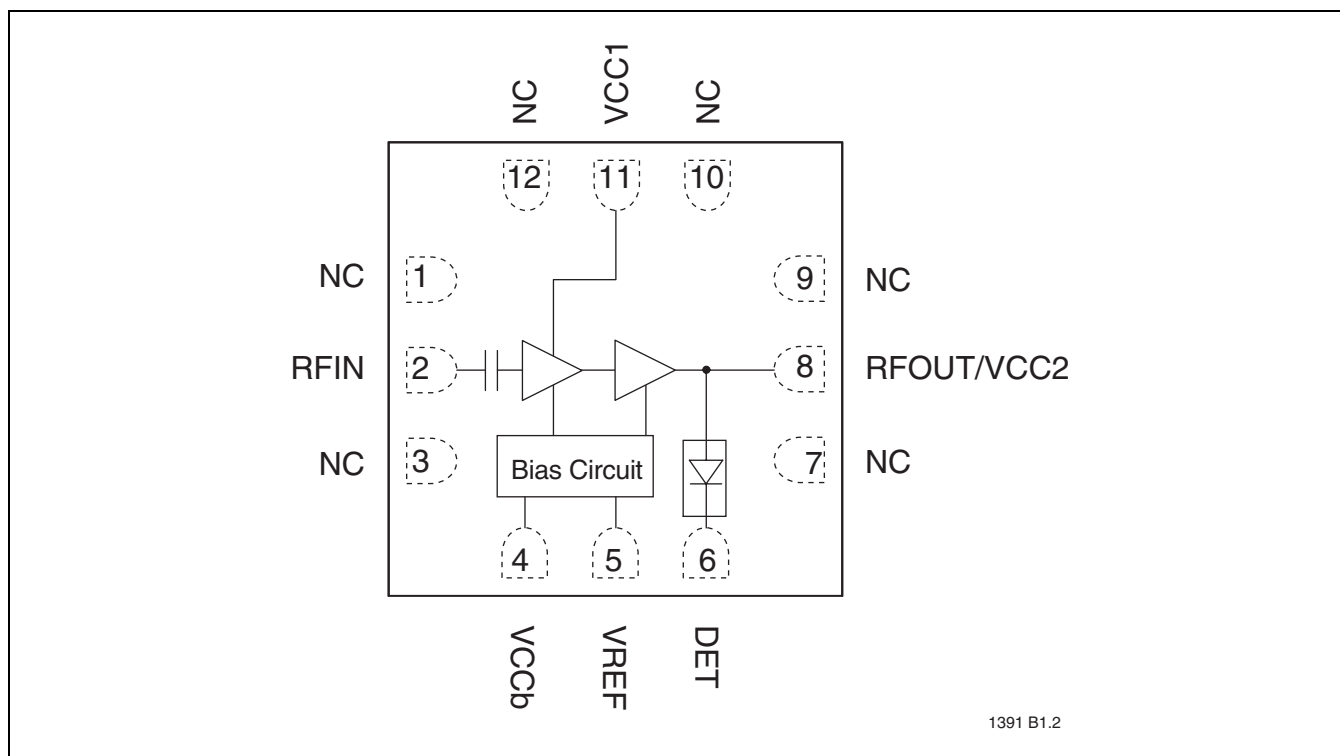 NC
VCC1
NC
12
11
10
NC
1
9
NC
RFIN
2
8
RFOUT/VCC2
NC
3
Bias Circuit
7
NC
4
5
6
VCCb
VREF
DET
1391 B1.2